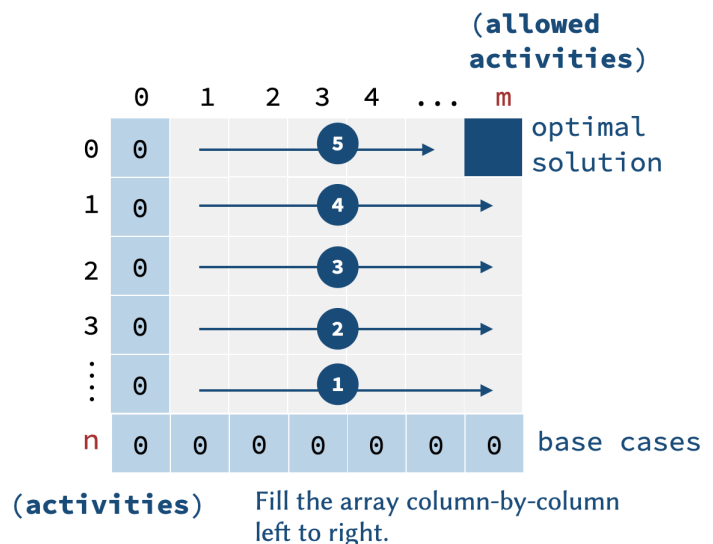 (allowed
activities)
0 1 2 3 4 ... m
0 0 5 optimal
solution
1 0 4
2 0 3
3 0 2
⋮ 0 1
n 0 0 0 0 0 0 0 base cases
(activities) Fill the array column-by-column
left to right.